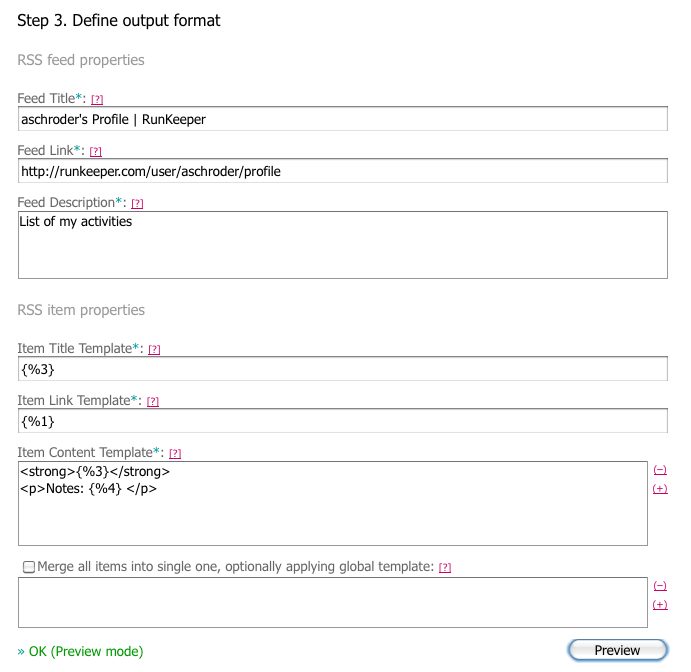 Step 3. Define output format
RSS feed properties
Feed Title*: [?]
aschroder's Profile | RunKeeper
Feed Link*: [?]
http://runkeeper.com/user/aschroder/profile
Feed Description*: [?]
List of my activities
RSS item properties
Item Title Template*: [?]
{%3}
Item Link Template*: [?]
{%1}
Item Content Template*: [?]
<strong>{%3}</strong>
<p>Notes: {%4} </p>
(–)
(+)
Merge all items into single one, optionally applying global template: [?]
(–)
(+)
» OK (Preview mode)
Preview